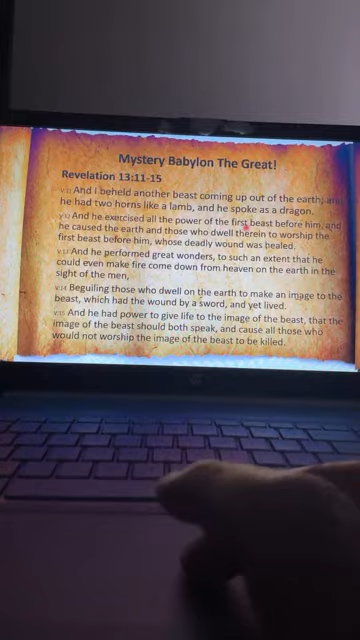 Mystery Babylon The Great!
Revelation 13:11-15
v.11 And I beheld another beast coming up out of the earth; and
he had two horns like a lamb, and he spoke as a dragon.
v.12 And he exercised all the power of the first beast before him, and
he caused the earth and those who dwell therein to worship the
first beast before him, whose deadly wound was healed.
v.13 And he performed great wonders, to such an extent that he
could even make fire come down from heaven on the earth in the
sight of the men,
v.14 Beguiling those who dwell on the earth to make an image to the
beast, which had the wound by a sword, and yet lived.
v.15 And he had power to give life to the image of the beast, that the
image of the beast should both speak, and cause all those who
would not worship the image of the beast to be killed.